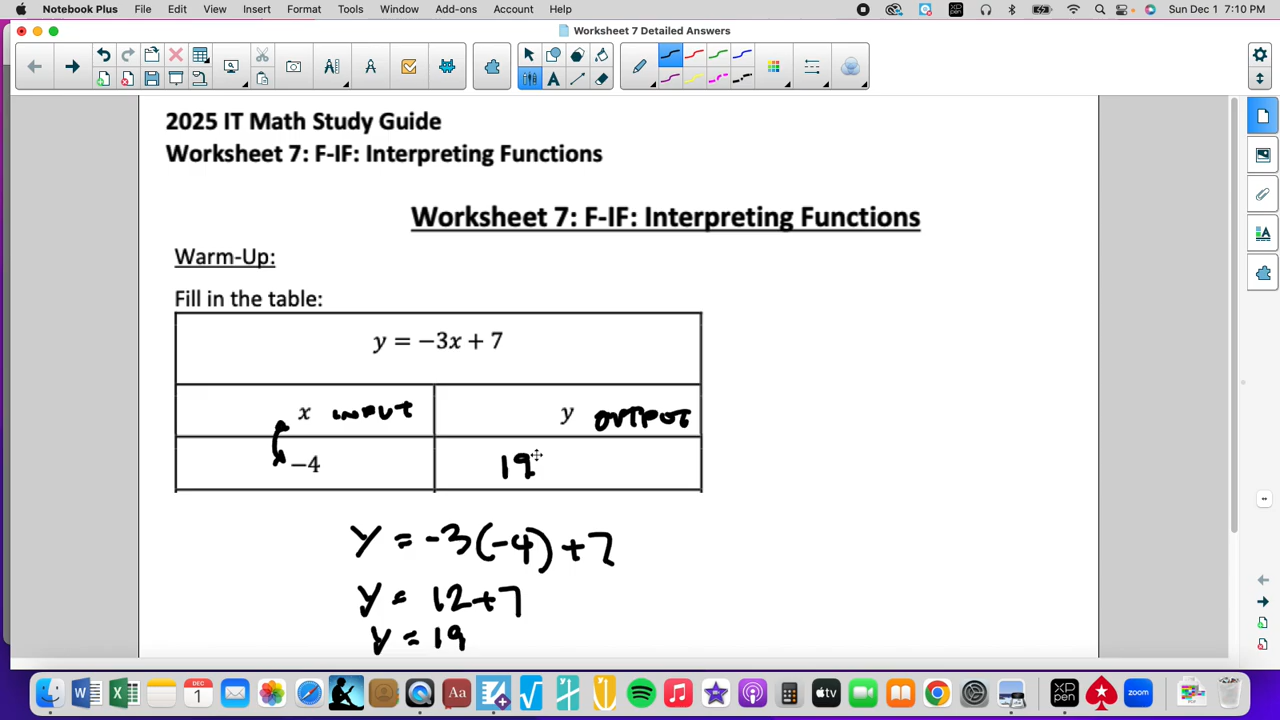 Notebook Plus File Edit View Insert Format Tools Window Add-ons Account Help Sun Dec 1 7:10 PM
Worksheet 7 Detailed Answers
2025 IT Math Study Guide
Worksheet 7: F-IF: Interpreting Functions
Worksheet 7: F-IF: Interpreting Functions
Warm-Up:
Fill in the table:
y = −3x + 7
x INPUT y OUTPUT
−4 19
y = -3(-4) +7
y = 12+7
y = 19